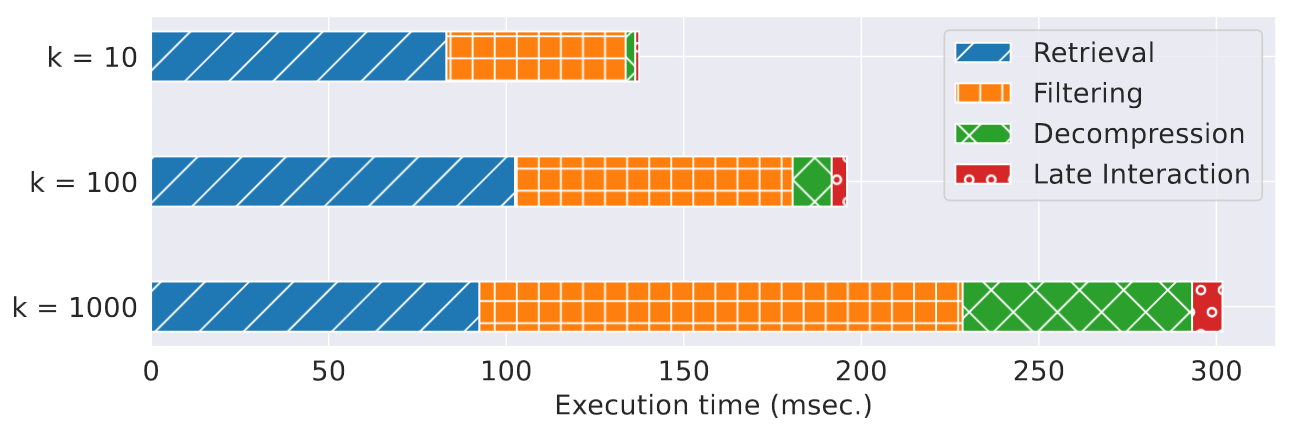 k = 10
k = 100
k = 1000
Retrieval
Filtering
Decompression
Late Interaction
0 50 100 150 200 250 300
Execution time (msec.)